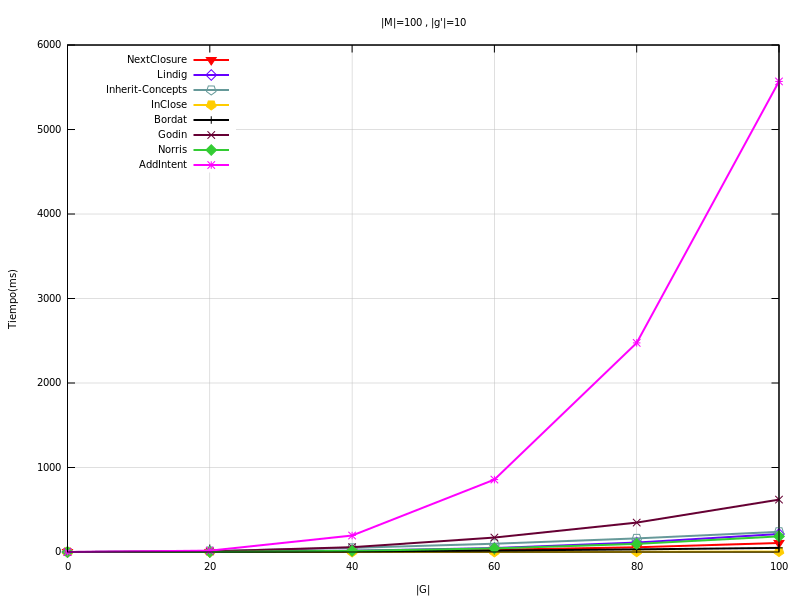 |M|=100 , |g'|=10
6000
5000
4000
3000
2000
1000
0
Tiempo(ms)
NextClosure
Lindig
Inherit-Concepts
InClose
Bordat
Godin
Norris
AddIntent
0 20 40 60 80 100
|G|